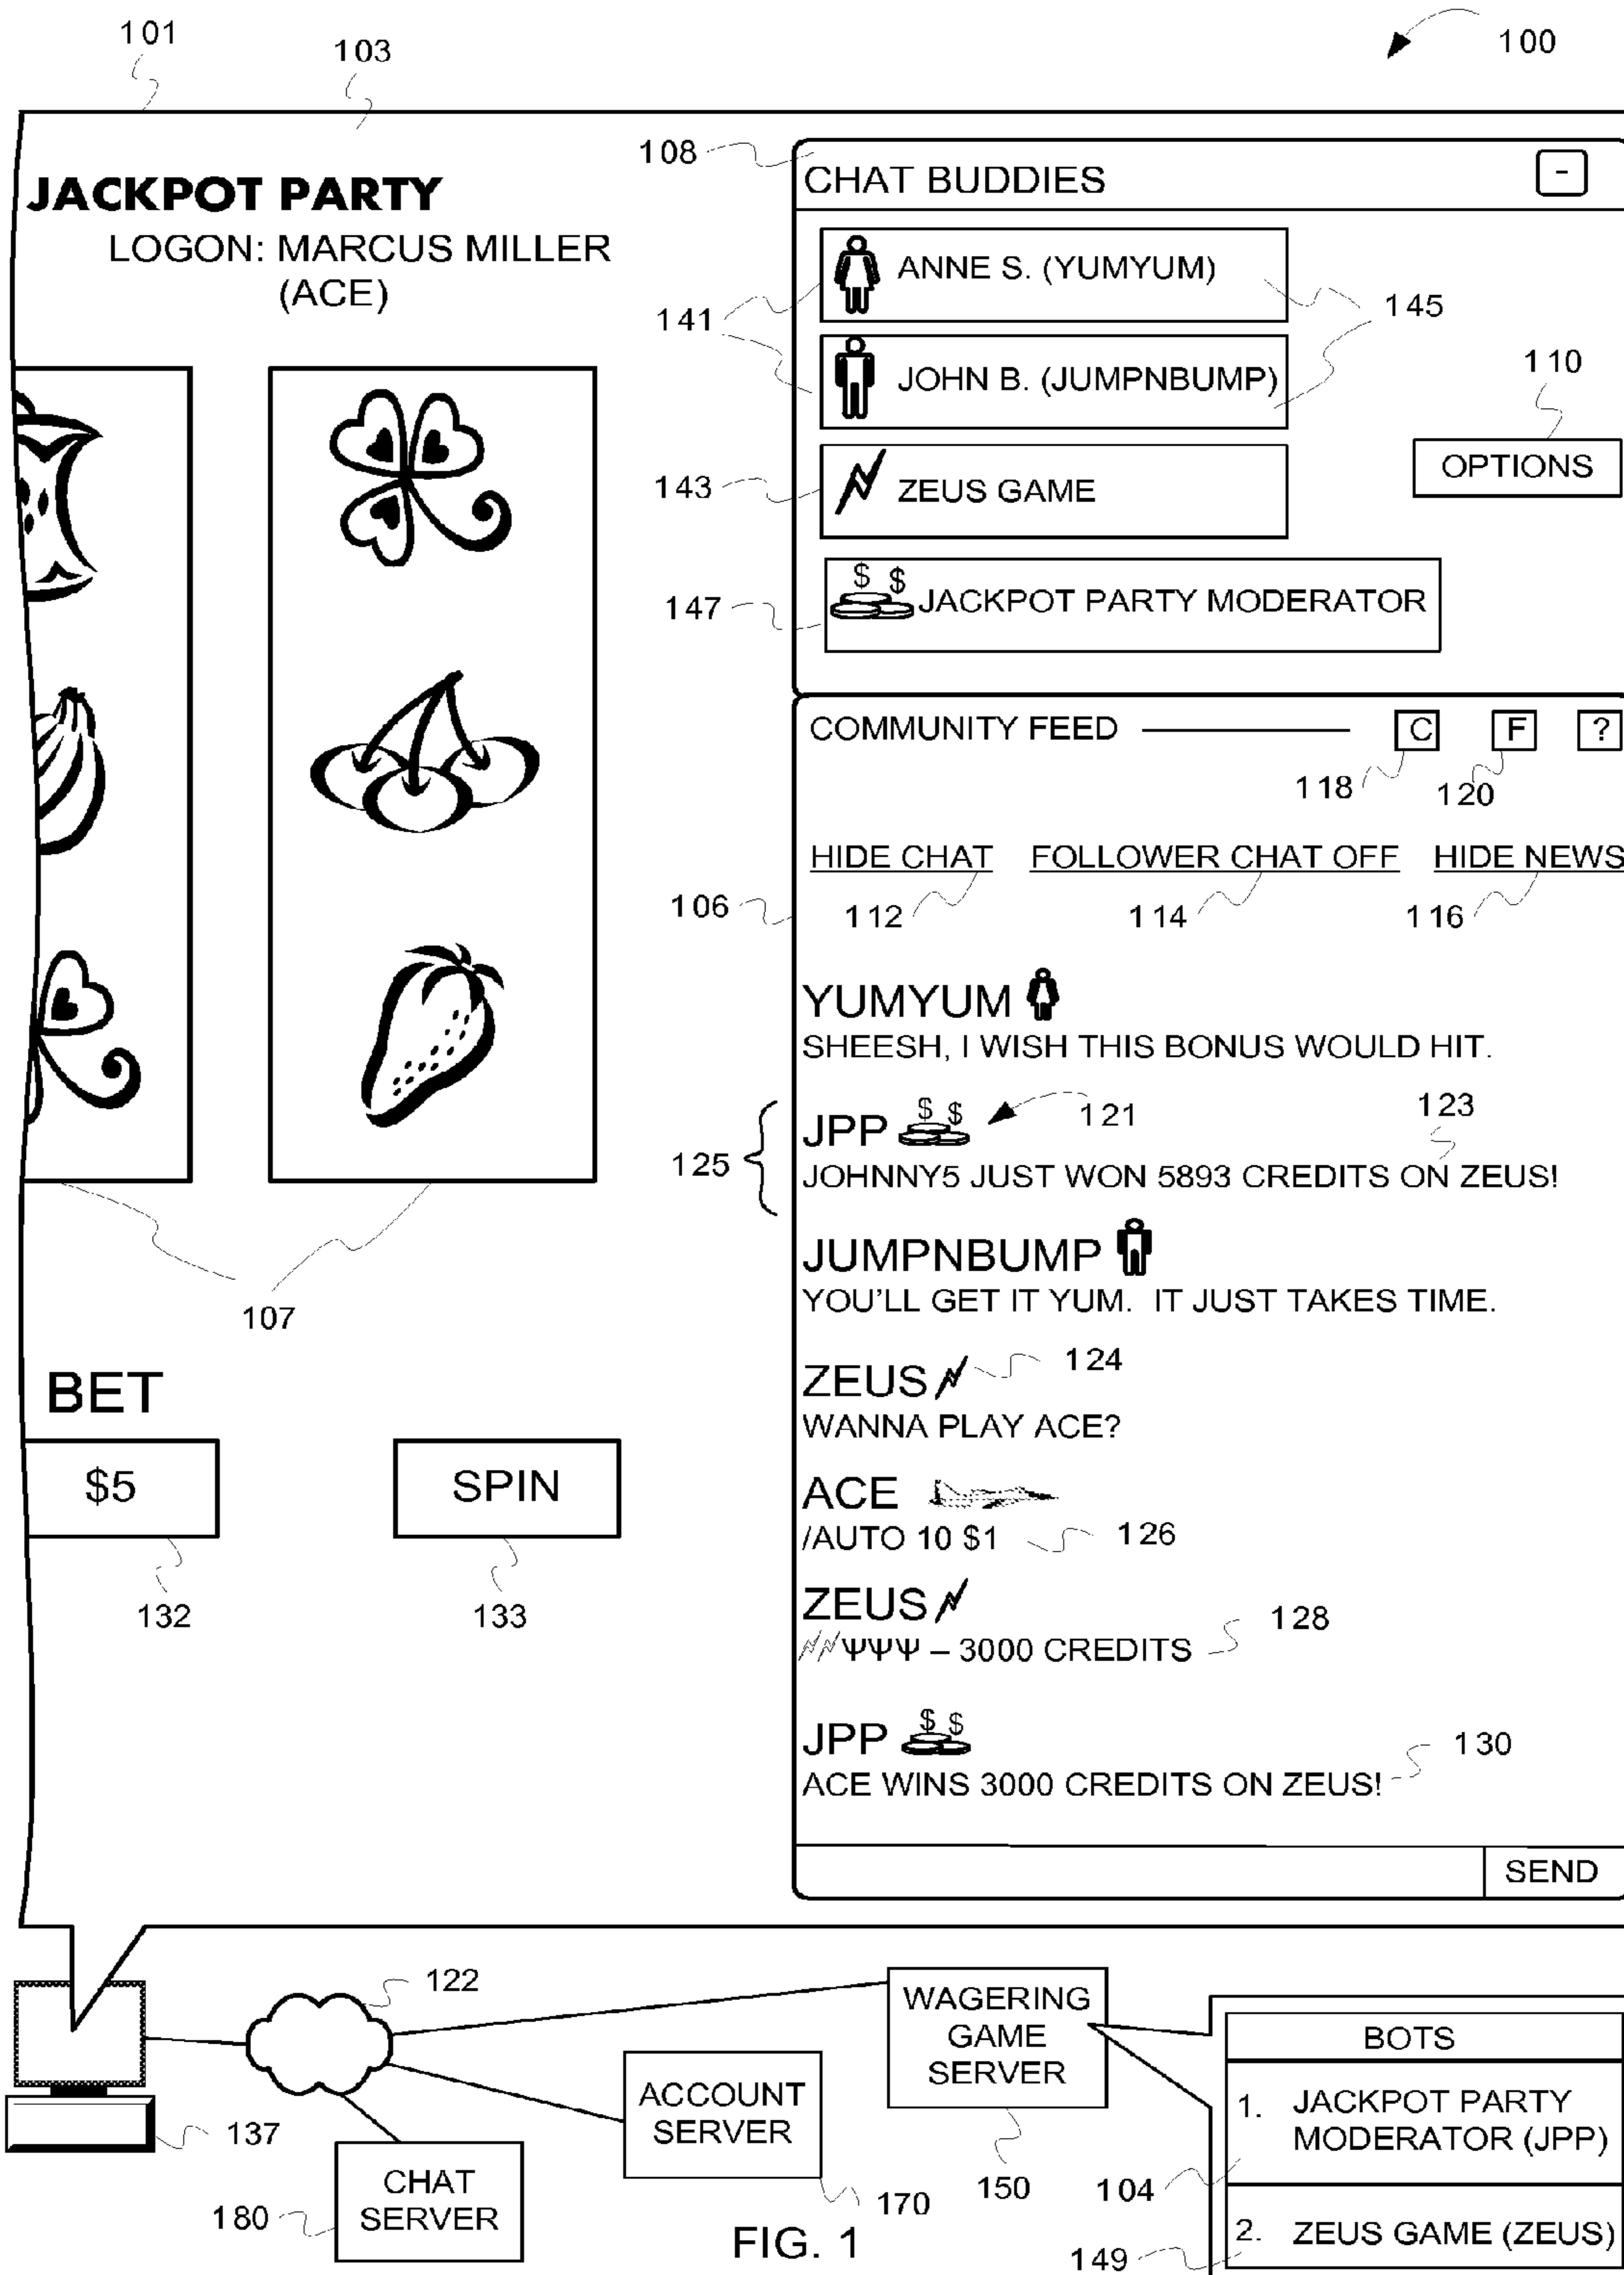 101
103
100
JACKPOT PARTY
LOGON: MARCUS MILLER
(ACE)
107
BET
$5
SPIN
132
133
108
CHAT BUDDIES
-
ANNE S. (YUMYUM)
141
145
JOHN B. (JUMPNBUMP)
110
OPTIONS
143
ZEUS GAME
147
$ $
JACKPOT PARTY MODERATOR
COMMUNITY FEED
C
F
?
118
120
HIDE CHAT
FOLLOWER CHAT OFF
HIDE NEWS
106
112
114
116
YUMYUM
SHEESH, I WISH THIS BONUS WOULD HIT.
JPP
$ $
121
123
125
JOHNNY5 JUST WON 5893 CREDITS ON ZEUS!
JUMPNBUMP
YOU'LL GET IT YUM. IT JUST TAKES TIME.
ZEUS
124
WANNA PLAY ACE?
ACE
/AUTO 10 $1
126
ZEUS
ΨΨΨ – 3000 CREDITS
128
JPP
$ $
130
ACE WINS 3000 CREDITS ON ZEUS!
SEND
122
137
CHAT
SERVER
180
ACCOUNT
SERVER
170
WAGERING
GAME
SERVER
150
BOTS
1. JACKPOT PARTY
MODERATOR (JPP)
104
2. ZEUS GAME (ZEUS)
149
FIG. 1